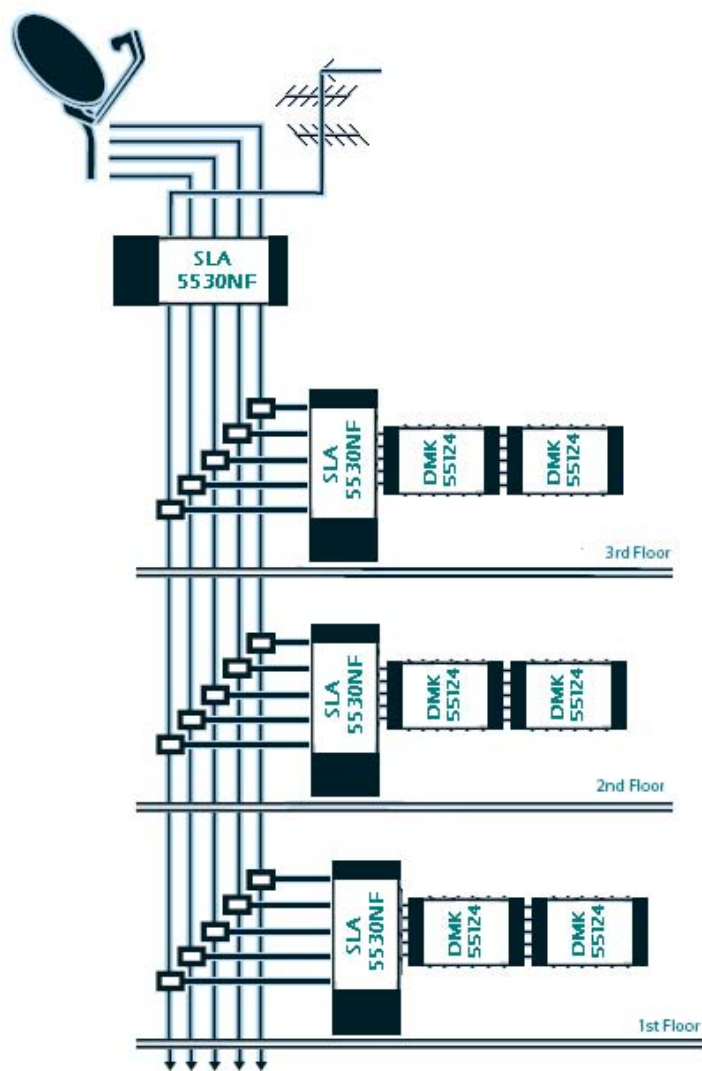 SLA
5530NF
SLA
5530NF
DMK
55124
DMK
55124
3rd Floor
SLA
5530NF
DMK
55124
DMK
55124
2nd Floor
SLA
5530NF
DMK
55124
DMK
55124
1st Floor